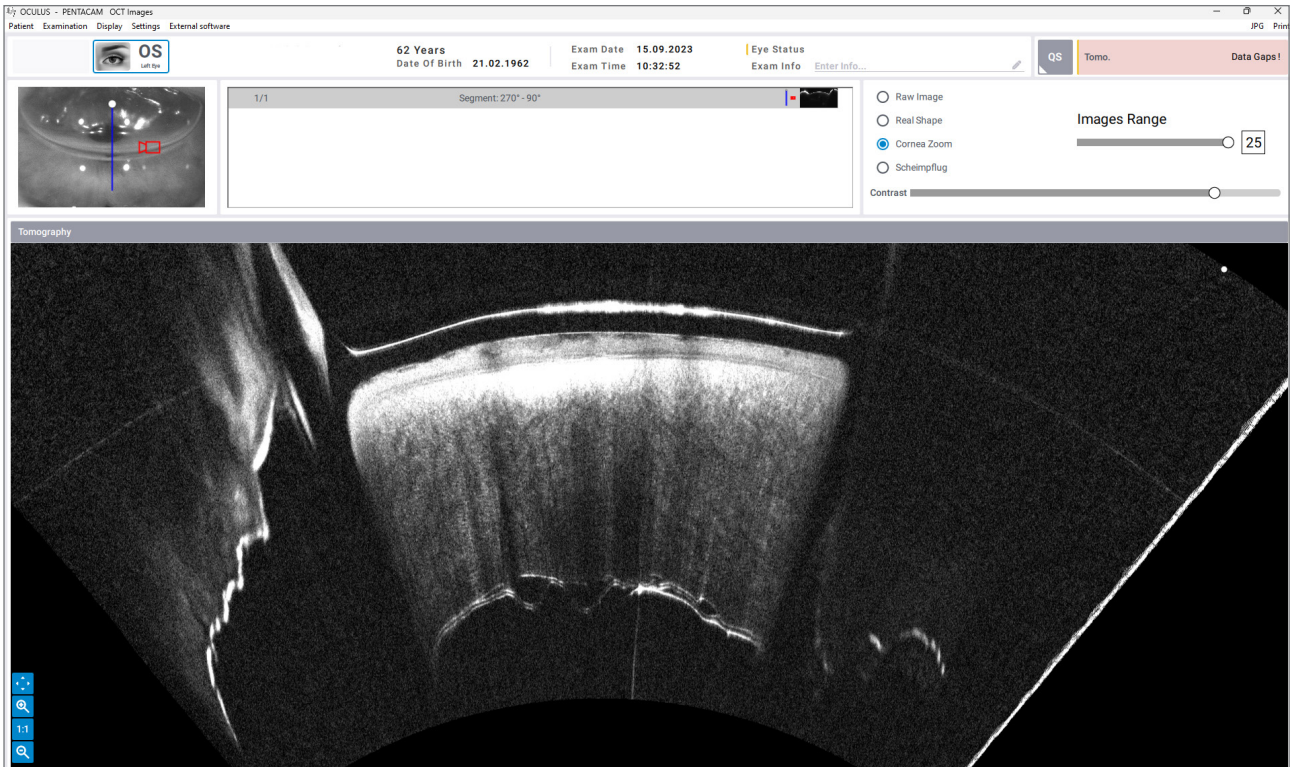 OCULUS - PENTACAM OCT Images
Patient Examination Display Settings External software
JPG Print
OS
Left Eye
62 Years
Date Of Birth 21.02.1962
Exam Date 15.09.2023
Exam Time 10:32:52
Eye Status
Exam Info Enter Info...
QS
Tomo.
Data Gaps!
1/1
Segment: 270° - 90°
Raw Image
Real Shape
Cornea Zoom
Scheimpflug
Images Range
25
Contrast
Tomography
1:1